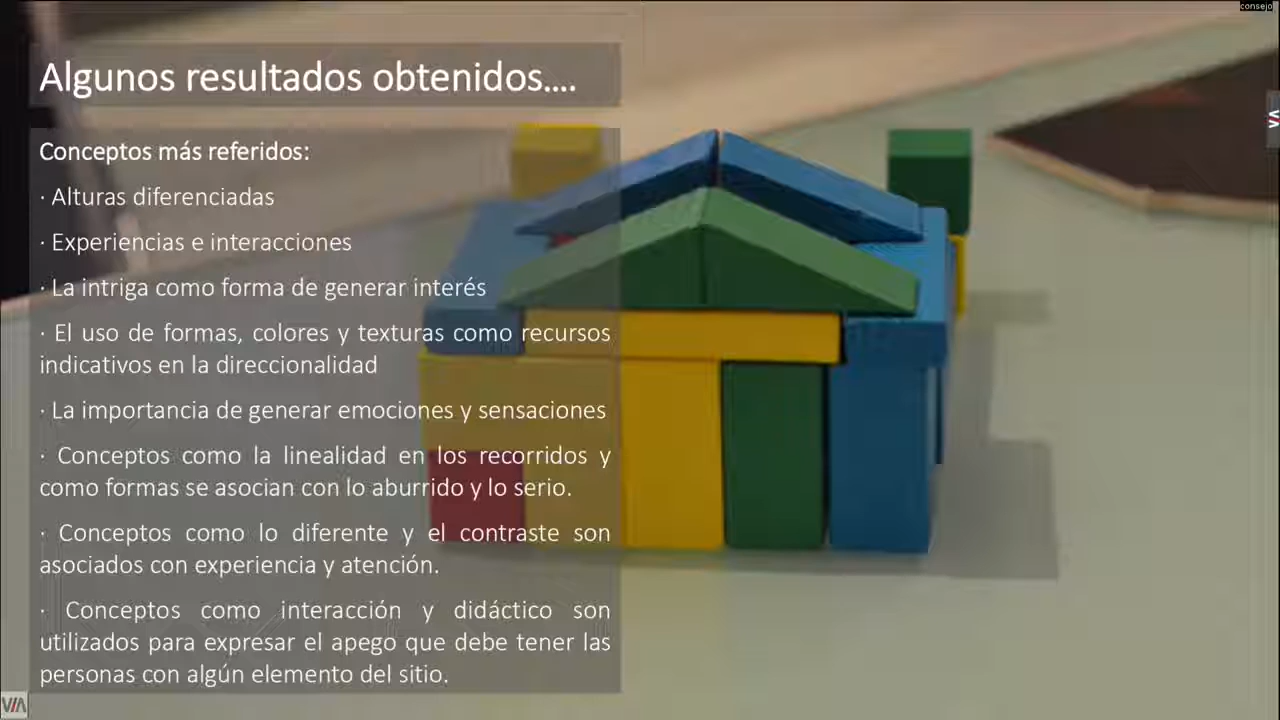 consejo
Algunos resultados obtenidos....
Conceptos más referidos:
· Alturas diferenciadas
· Experiencias e interacciones
· La intriga como forma de generar interés
· El uso de formas, colores y texturas como recursos
indicativos en la direccionalidad
· La importancia de generar emociones y sensaciones
· Conceptos como la linealidad en los recorridos y
como formas se asocian con lo aburrido y lo serio.
· Conceptos como lo diferente y el contraste son
asociados con experiencia y atención.
· Conceptos como interacción y didáctico son
utilizados para expresar el apego que debe tener las
personas con algún elemento del sitio.
VIA